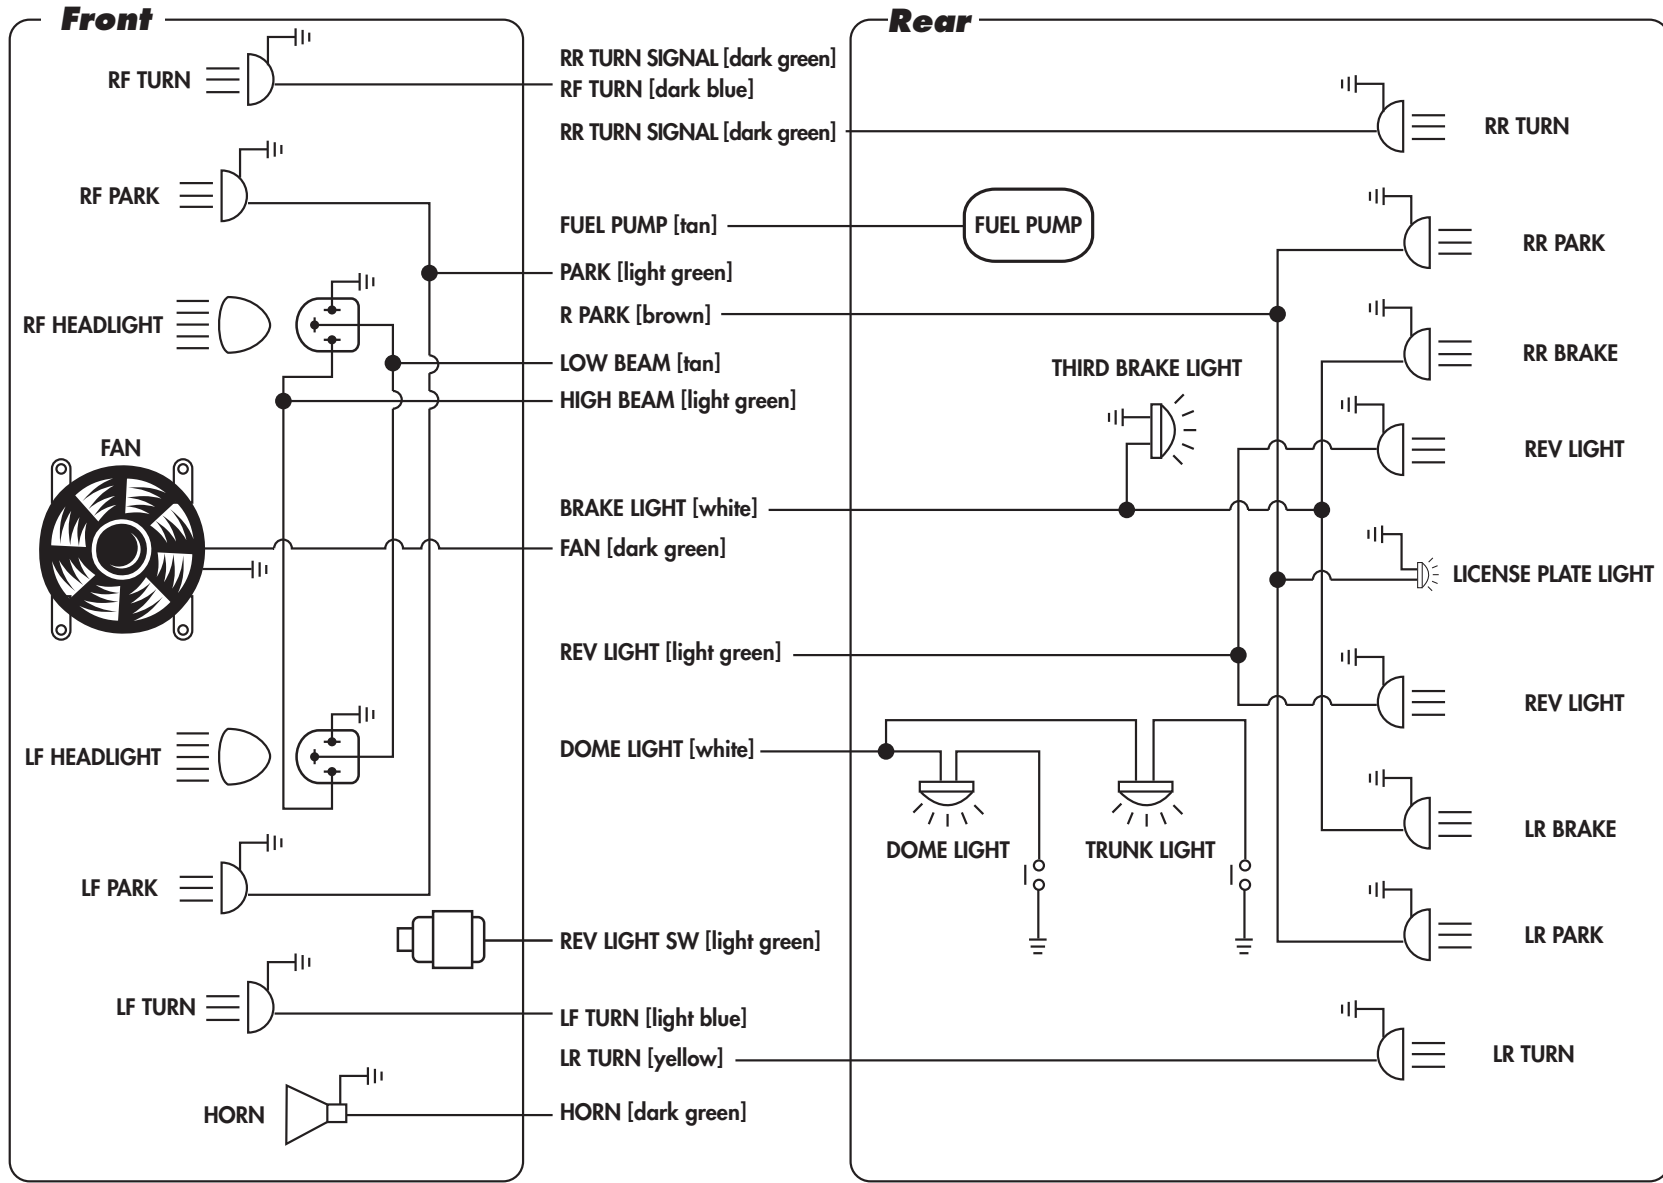 Front
RF TURN
RF PARK
RF HEADLIGHT
FAN
LF HEADLIGHT
LF PARK
LF TURN
HORN
RR TURN SIGNAL [dark green]
RF TURN [dark blue]
RR TURN SIGNAL [dark green]
FUEL PUMP [tan]
PARK [light green]
R PARK [brown]
LOW BEAM [tan]
HIGH BEAM [light green]
BRAKE LIGHT [white]
FAN [dark green]
REV LIGHT [light green]
DOME LIGHT [white]
REV LIGHT SW [light green]
LF TURN [light blue]
LR TURN [yellow]
HORN [dark green]
Rear
FUEL PUMP
THIRD BRAKE LIGHT
DOME LIGHT
TRUNK LIGHT
RR TURN
RR PARK
RR BRAKE
REV LIGHT
LICENSE PLATE LIGHT
REV LIGHT
LR BRAKE
LR PARK
LR TURN